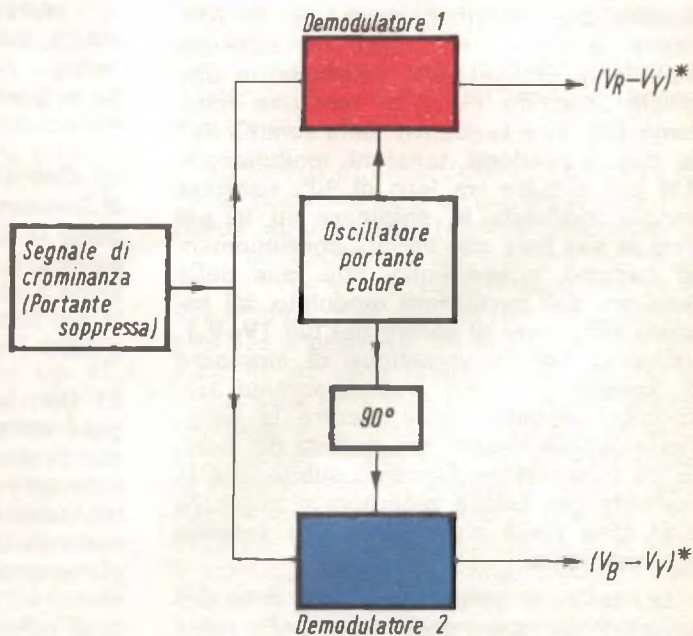 Demodulatore 1
(V_R–V_Y)*
Segnale di
crominanza
(Portante
soppressa)
Oscillatore
portante
colore
90°
(V_B–V_Y)*
Demodulatore 2